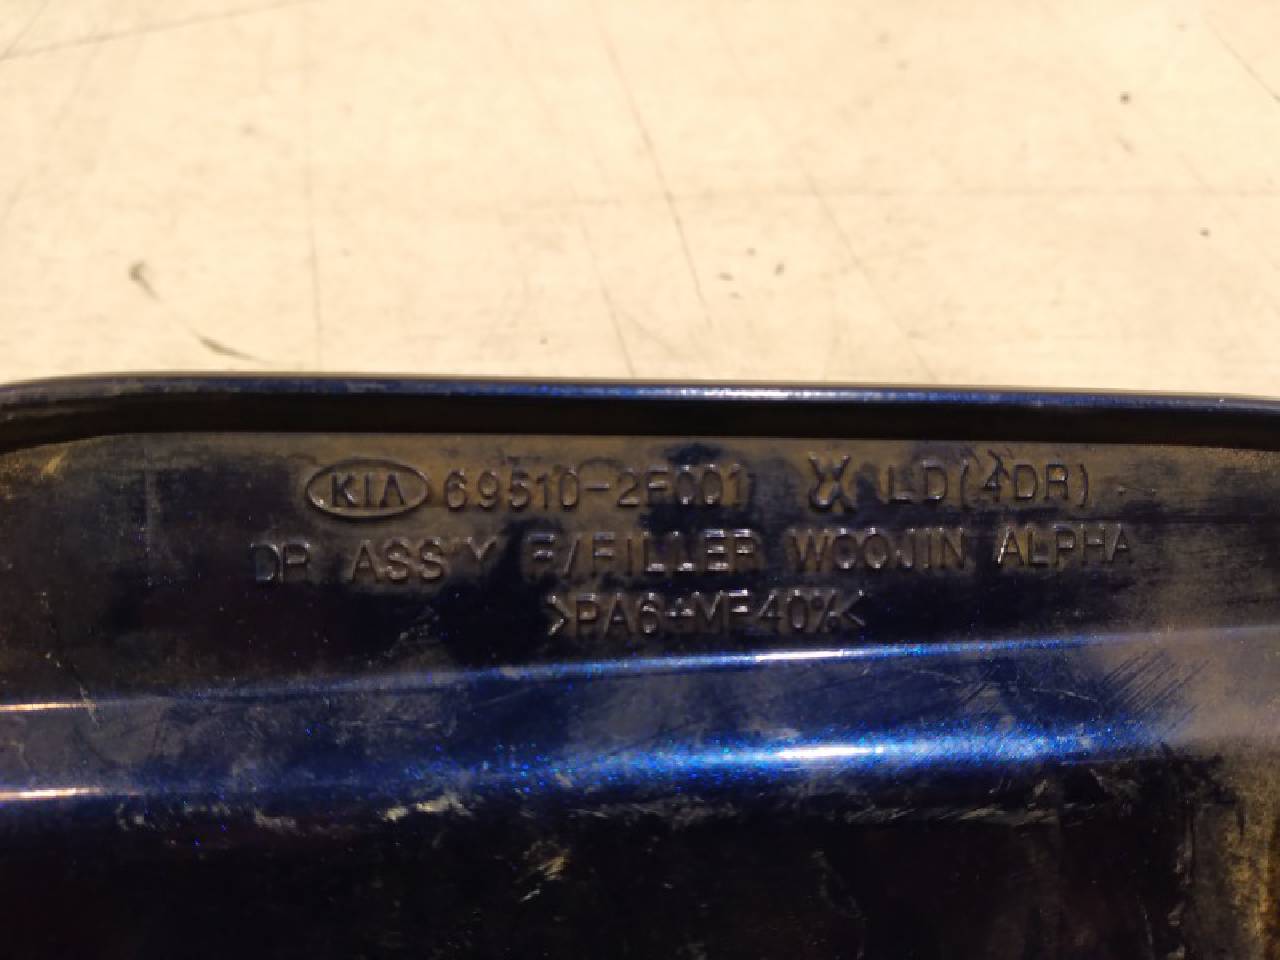 KIA 69510-2F001 LD(4DR)
DR ASS'Y F/FILLER WOOJIN ALPHA
>PA6+MF40%<